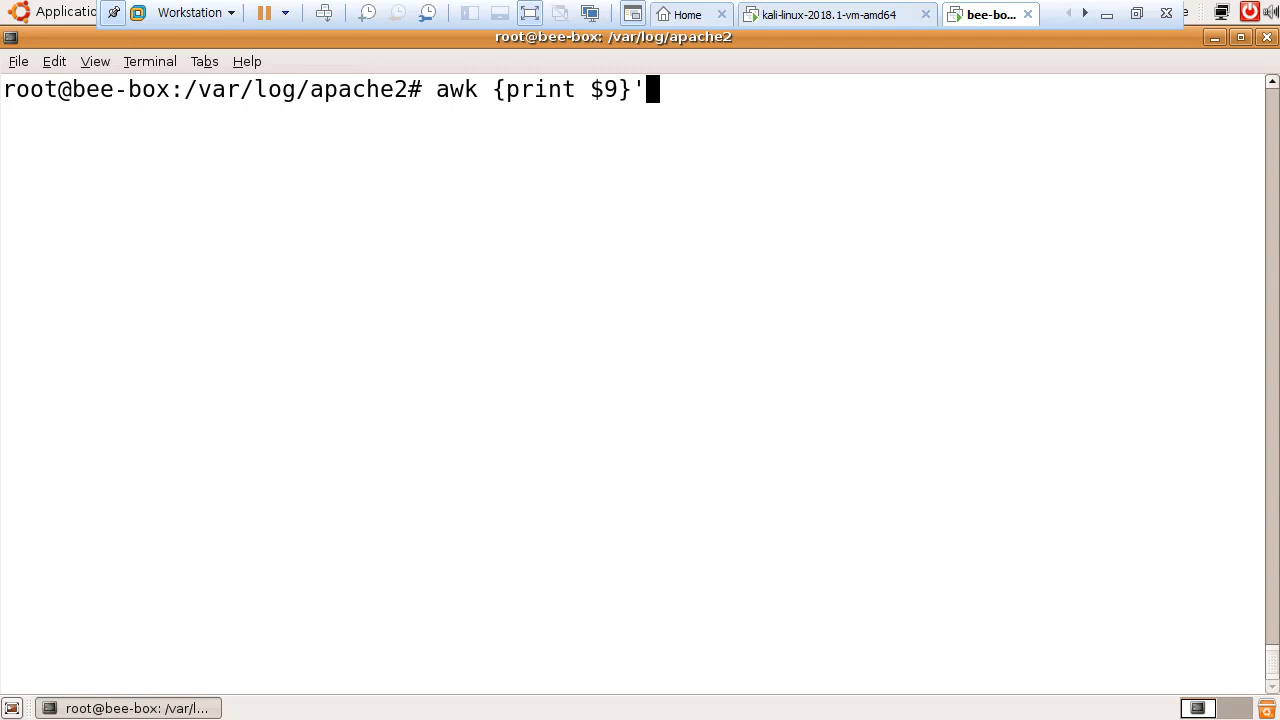 Applicatio Workstation Home kali-linux-2018.1-vm-amd64 bee-bo...
root@bee-box: /var/log/apache2
File Edit View Terminal Tabs Help
root@bee-box:/var/log/apache2# awk {print $9}'
root@bee-box: /var/l...